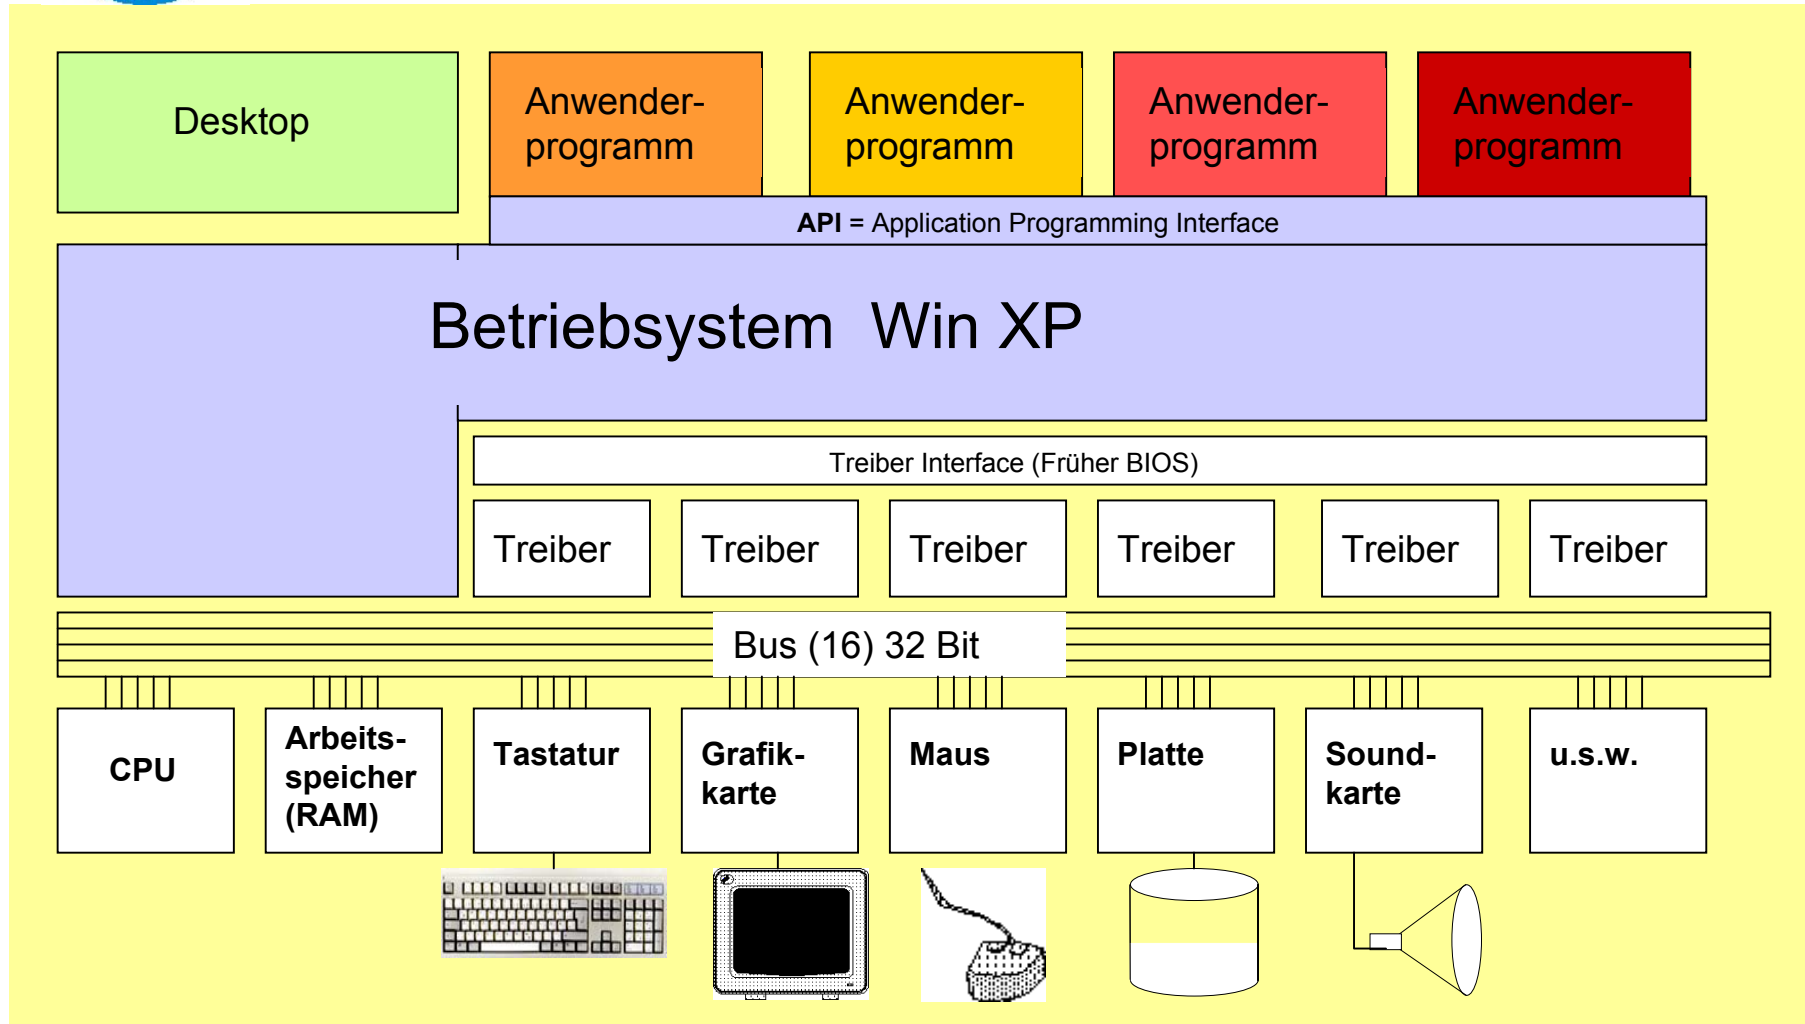 Desktop
Anwender-
programm
Anwender-
programm
Anwender-
programm
Anwender-
programm
API = Application Programming Interface
Betriebsystem Win XP
Treiber Interface (Früher BIOS)
Treiber
Treiber
Treiber
Treiber
Treiber
Treiber
Bus (16) 32 Bit
CPU
Arbeits-
speicher
(RAM)
Tastatur
Grafik-
karte
Maus
Platte
Sound-
karte
u.s.w.